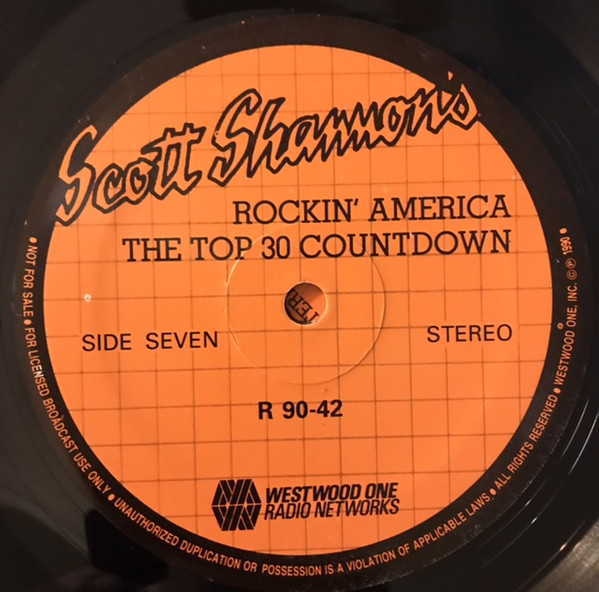 Scott Shannon's
ROCKIN' AMERICA
THE TOP 30 COUNTDOWN
SIDE SEVEN
STEREO
R 90-42
WESTWOOD ONE
RADIO NETWORKS
• NOT FOR SALE • FOR LICENSED BROADCAST USE ONLY • UNAUTHORIZED DUPLICATION OR POSSESSION IS A VIOLATION OF APPLICABLE LAWS • ALL RIGHTS RESERVED • WESTWOOD ONE, INC. © ℗ 1990 •